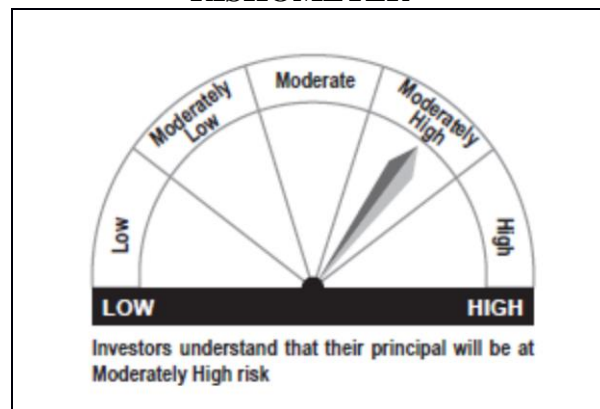 RISKOMETER
Moderate
Moderately
Low
Moderately
High
Low
High
LOW HIGH
Investors understand that their principal will be at
Moderately High risk